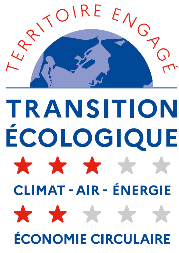 TERRITOIRE ENGAGÉ
TRANSITION
ÉCOLOGIQUE
CLIMAT - AIR - ÉNERGIE
ÉCONOMIE CIRCULAIRE